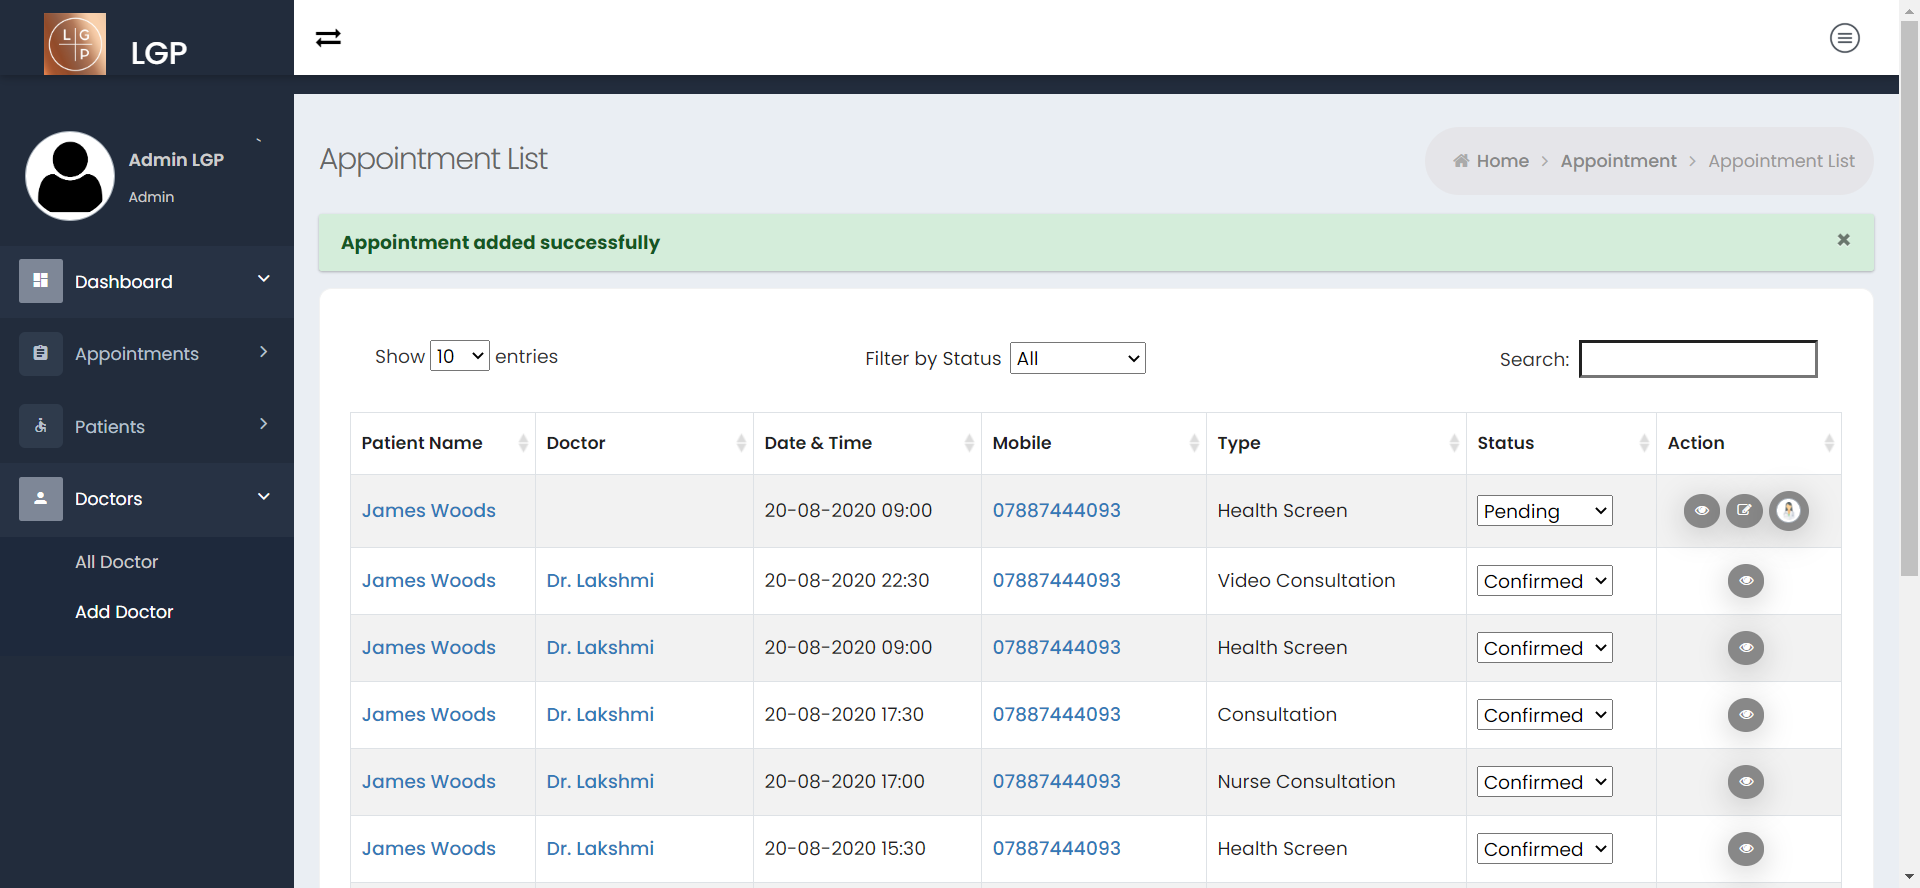 LG
P
LGP
Admin LGP
Admin
Dashboard
Appointments
Patients
Doctors
All Doctor
Add Doctor
Appointment List
Home > Appointment > Appointment List
Appointment added successfully
Show 10 entries Filter by Status All Search:
Patient Name Doctor Date & Time Mobile Type Status Action
James Woods 20-08-2020 09:00 07887444093 Health Screen Pending
James Woods Dr. Lakshmi 20-08-2020 22:30 07887444093 Video Consultation Confirmed
James Woods Dr. Lakshmi 20-08-2020 09:00 07887444093 Health Screen Confirmed
James Woods Dr. Lakshmi 20-08-2020 17:30 07887444093 Consultation Confirmed
James Woods Dr. Lakshmi 20-08-2020 17:00 07887444093 Nurse Consultation Confirmed
James Woods Dr. Lakshmi 20-08-2020 15:30 07887444093 Health Screen Confirmed